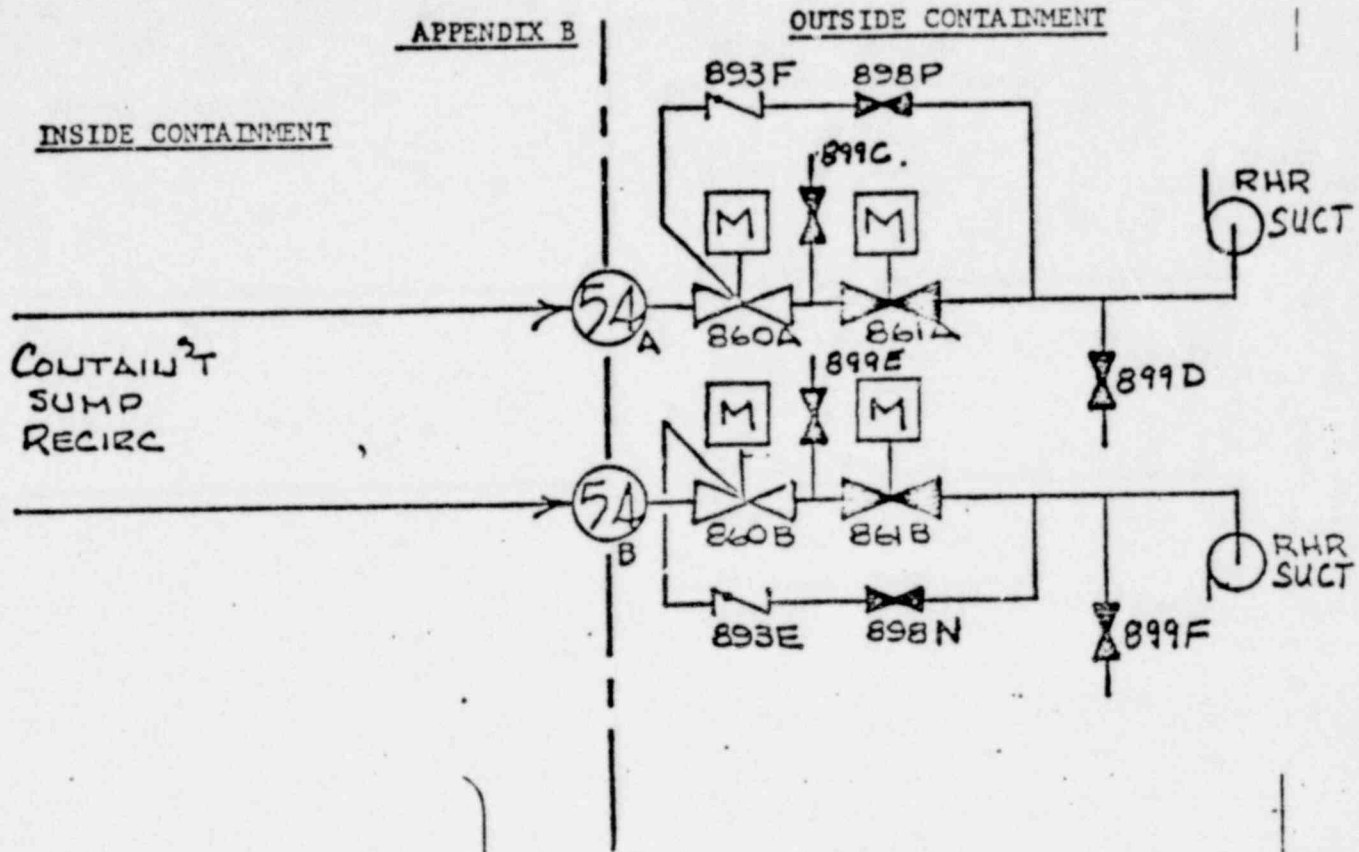 APPENDIX B
OUTSIDE CONTAINMENT
INSIDE CONTAINMENT
893F
898P
899C.
M
M
RHR
SUCT
54
A
860A
861A
CONTAIN'T
SUMP
RECIRC
899E
899D
M
M
54
B
860B
861B
RHR
SUCT
893E
898N
899F